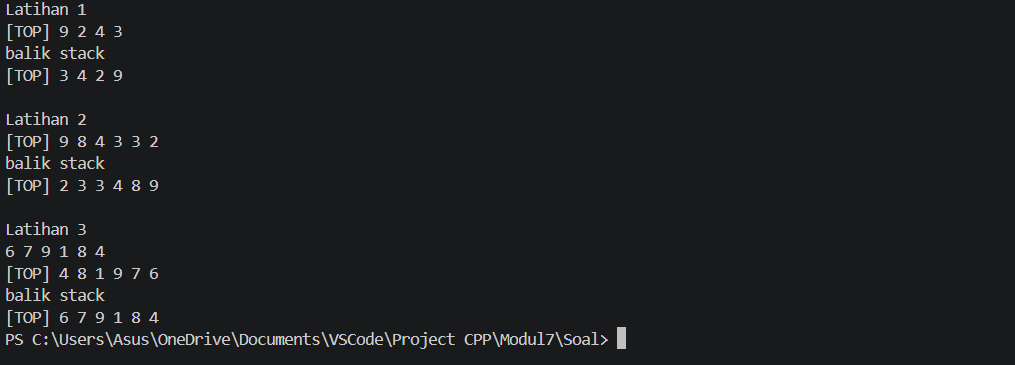 Latihan 1
[TOP] 9 2 4 3
balik stack
[TOP] 3 4 2 9
Latihan 2
[TOP] 9 8 4 3 3 2
balik stack
[TOP] 2 3 3 4 8 9
Latihan 3
6 7 9 1 8 4
[TOP] 4 8 1 9 7 6
balik stack
[TOP] 6 7 9 1 8 4
PS C:\Users\Asus\OneDrive\Documents\VSCode\Project CPP\Modul7\Soal>